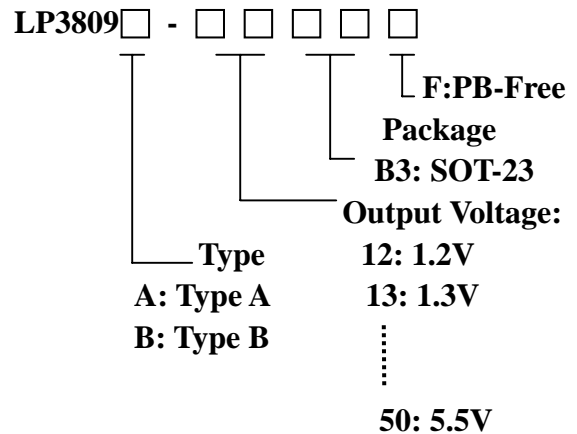 LP3809□ - □ □ □ □ □
F:PB-Free
Package
B3: SOT-23
Output Voltage:
12: 1.2V
13: 1.3V
50: 5.5V
Type
A: Type A
B: Type B